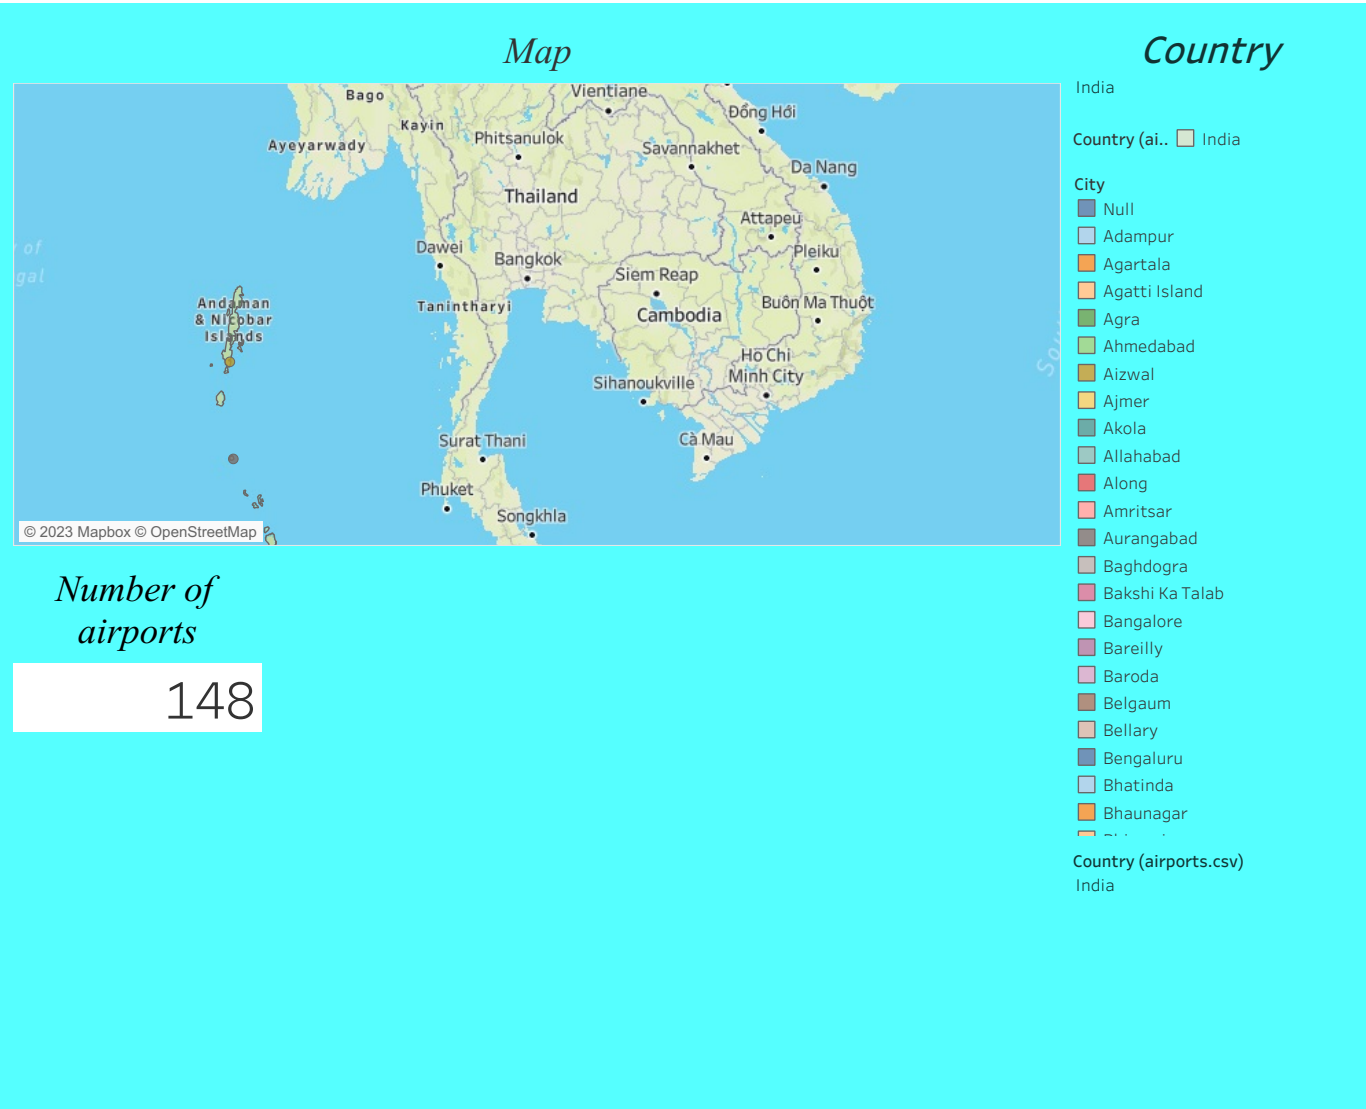 Map
Country
India
Country (ai..
India
City
Null
Adampur
Agartala
Agatti Island
Agra
Ahmedabad
Aizwal
Ajmer
Akola
Allahabad
Along
Amritsar
Aurangabad
Baghdogra
Bakshi Ka Talab
Bangalore
Bareilly
Baroda
Belgaum
Bellary
Bengaluru
Bhatinda
Bhaunagar
Country (airports.csv)
India
Bago
Vientiane
Đồng Hới
Kayin
Phitsanulok
Ayeyarwady
Savannakhet
Da Nang
Thailand
Attapeu
of
gal
Dawei
Bangkok
Pleiku
Siem Reap
Andaman
& Nicobar
Islands
Tanintharyi
Cambodia
Buôn Ma Thuột
Sou
Ho Chi
Minh City
Sihanoukville
Surat Thani
Cà Mau
Phuket
Songkhla
© 2023 Mapbox © OpenStreetMap
Number of
airports
148